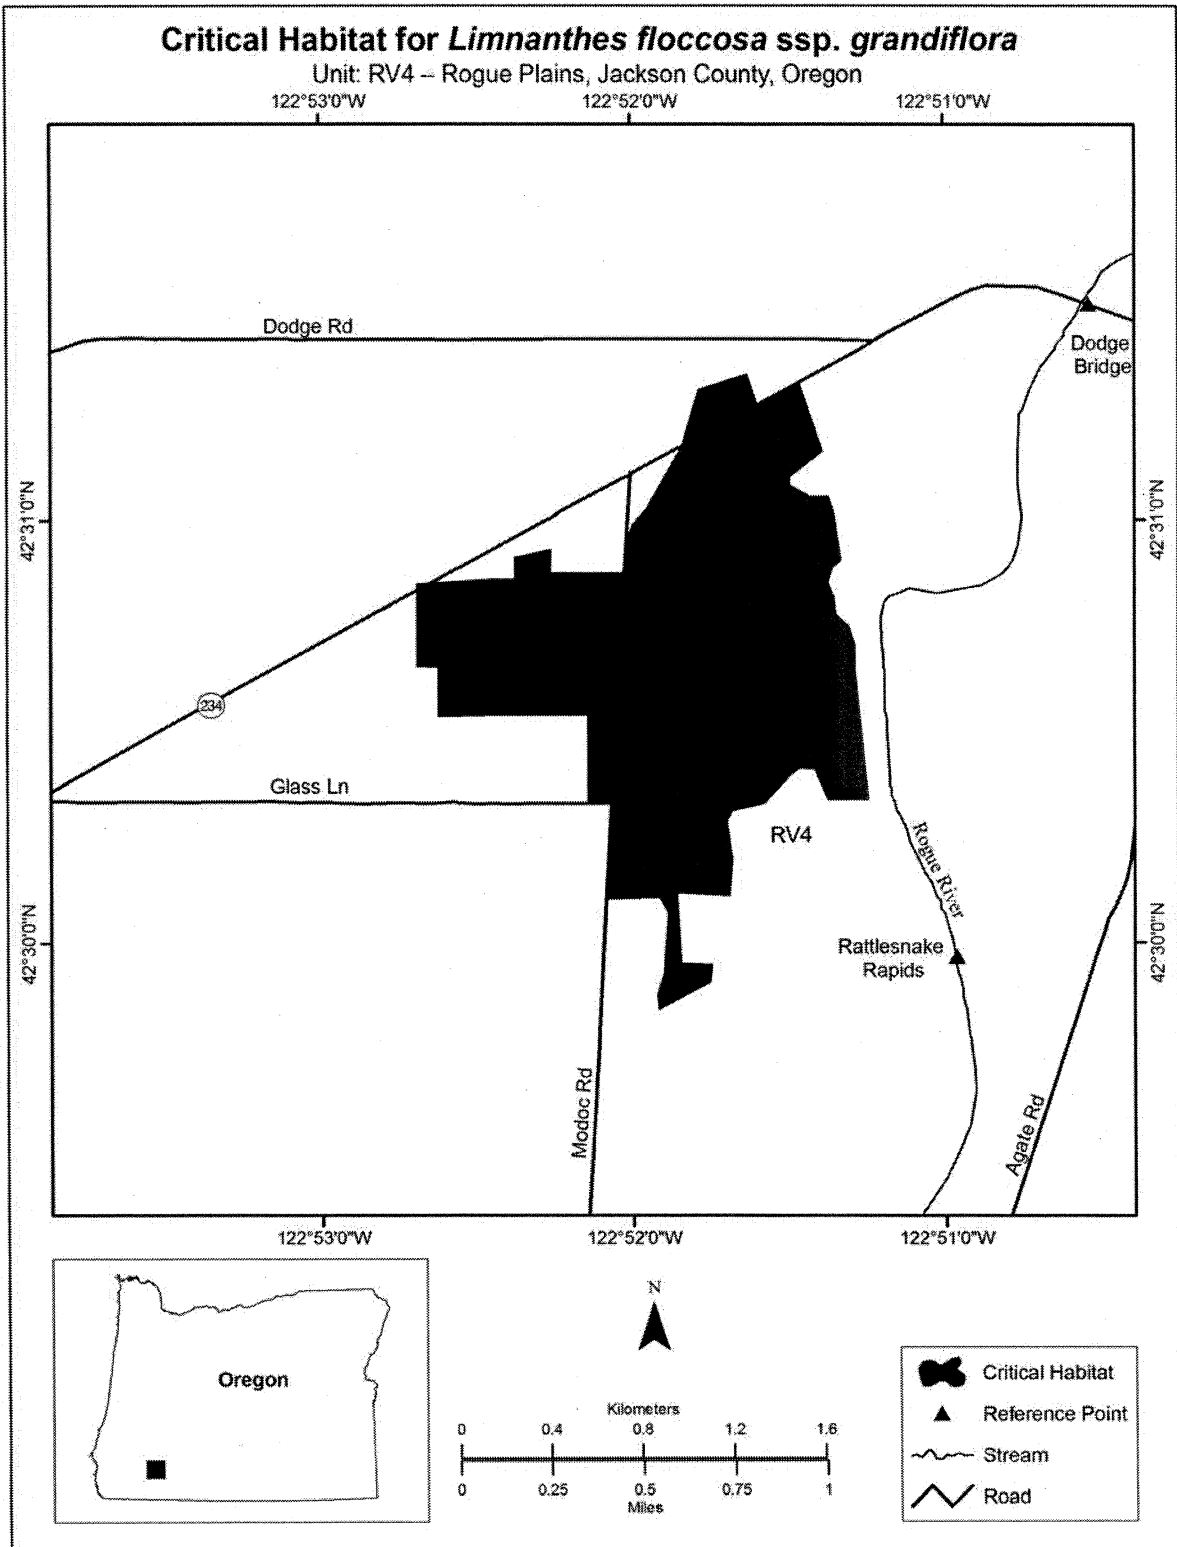 Critical Habitat for Limnanthes floccosa ssp. grandiflora
Unit: RV4 – Rogue Plains, Jackson County, Oregon
122°53'0"W 122°52'0"W 122°51'0"W
Dodge Rd
Dodge
Bridge
42°31'0"N
42°31'0"N
234
Glass Ln
RV4
Rogue River
42°30'0"N
42°30'0"N
Rattlesnake
Rapids
Modoc Rd
Agate Rd
122°53'0"W 122°52'0"W 122°51'0"W
Oregon
N
Kilometers
0 0.4 0.8 1.2 1.6
0 0.25 0.5 0.75 1
Miles
Critical Habitat
Reference Point
Stream
Road